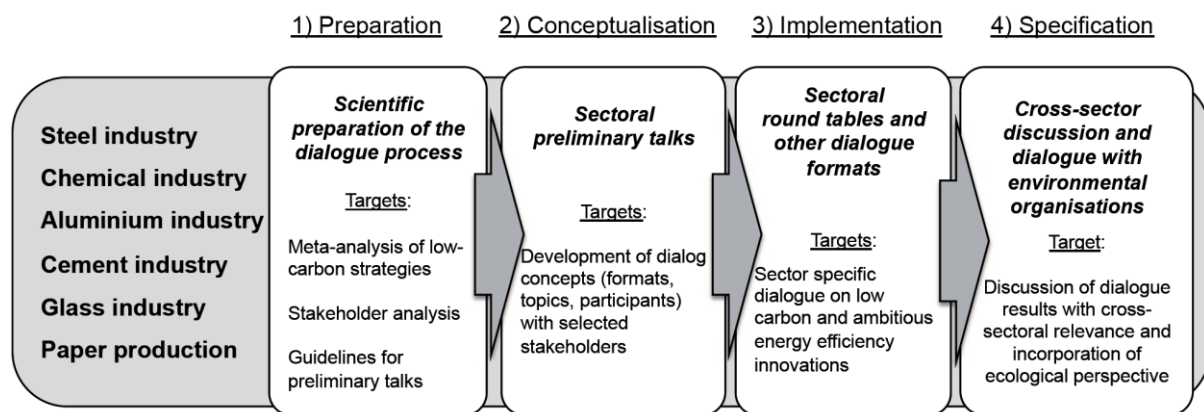 1) Preparation
2) Conceptualisation
3) Implementation
4) Specification
Steel industry
Chemical industry
Aluminium industry
Cement industry
Glass industry
Paper production
Scientific
preparation of the
dialogue process
Targets:
Meta-analysis of low-
carbon strategies
Stakeholder analysis
Guidelines for
preliminary talks
Sectoral
preliminary talks
Targets:
Development of dialog
concepts (formats,
topics, participants)
with selected
stakeholders
Sectoral
round tables and
other dialogue
formats
Targets:
Sector specific
dialogue on low
carbon and ambitious
energy efficiency
innovations
Cross-sector
discussion and
dialogue with
environmental
organisations
Target:
Discussion of dialogue
results with cross-
sectoral relevance and
incorporation of
ecological perspective